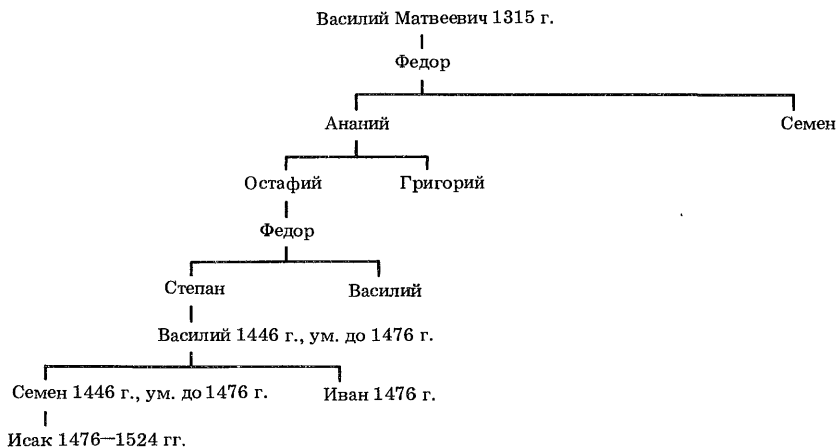 Василий Матвеевич 1315 г.
Федор
Ананий Семен
Остафий Григорий
Федор
Степан Василий
Василий 1446 г., ум. до 1476 г.
Семен 1446 г., ум. до 1476 г. Иван 1476 г.
Исак 1476—1524 гг.